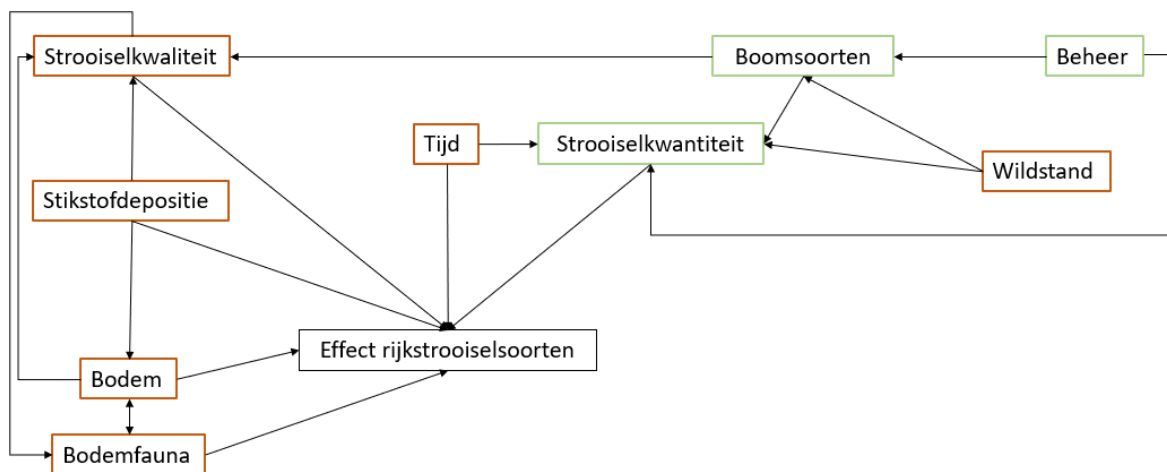 Strooiselkwaliteit
Boomsoorten
Beheer
Tijd
Strooiselkwantiteit
Wildstand
Stikstofdepositie
Effect rijkstrooiselsoorten
Bodem
Bodemfauna